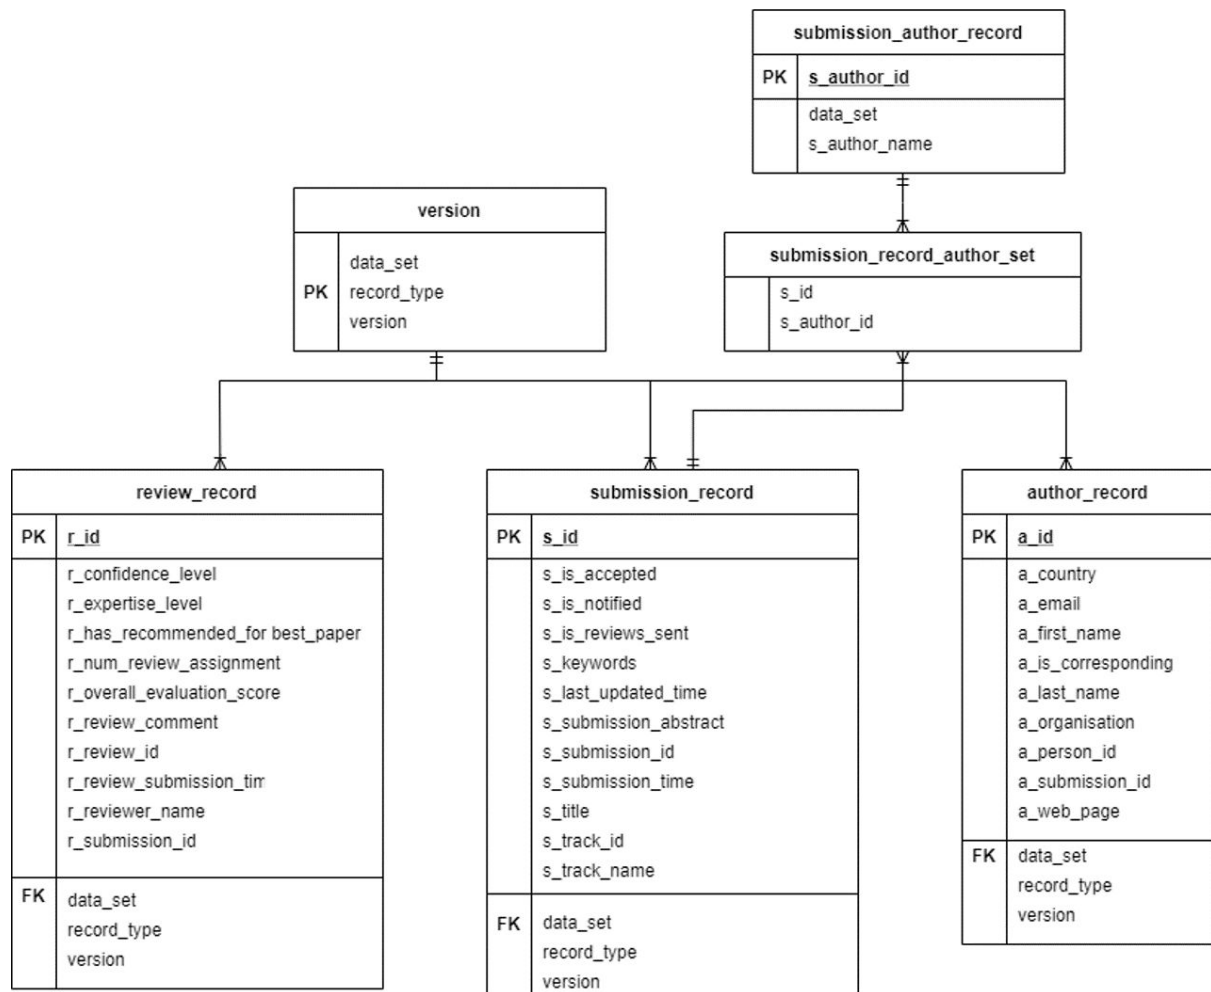 submission_author_record
PK s_author_id
data_set
s_author_name
version
data_set
PK record_type
version
submission_record_author_set
s_id
s_author_id
review_record
PK r_id
r_confidence_level
r_expertise_level
r_has_recommended_for best_paper
r_num_review_assignment
r_overall_evaluation_score
r_review_comment
r_review_id
r_review_submission_tim
r_reviewer_name
r_submission_id
FK data_set
record_type
version
submission_record
PK s_id
s_is_accepted
s_is_notified
s_is_reviews_sent
s_keywords
s_last_updated_time
s_submission_abstract
s_submission_id
s_submission_time
s_title
s_track_id
s_track_name
FK data_set
record_type
version
author_record
PK a_id
a_country
a_email
a_first_name
a_is_corresponding
a_last_name
a_organisation
a_person_id
a_submission_id
a_web_page
FK data_set
record_type
version